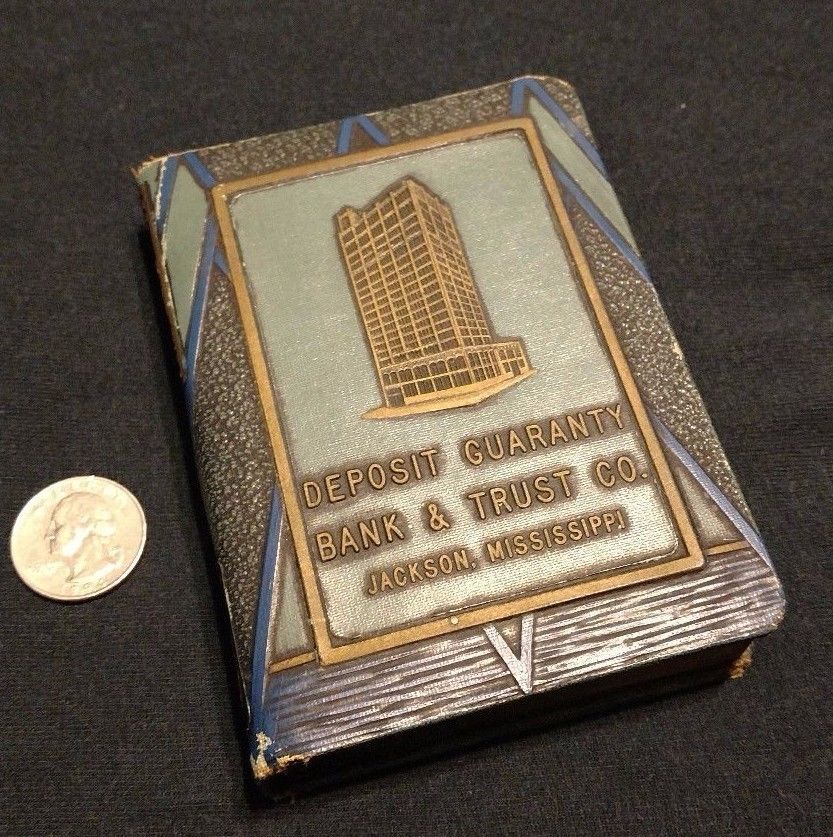 DEPOSIT GUARANTY
BANK & TRUST CO.
JACKSON, MISSISSIPPI